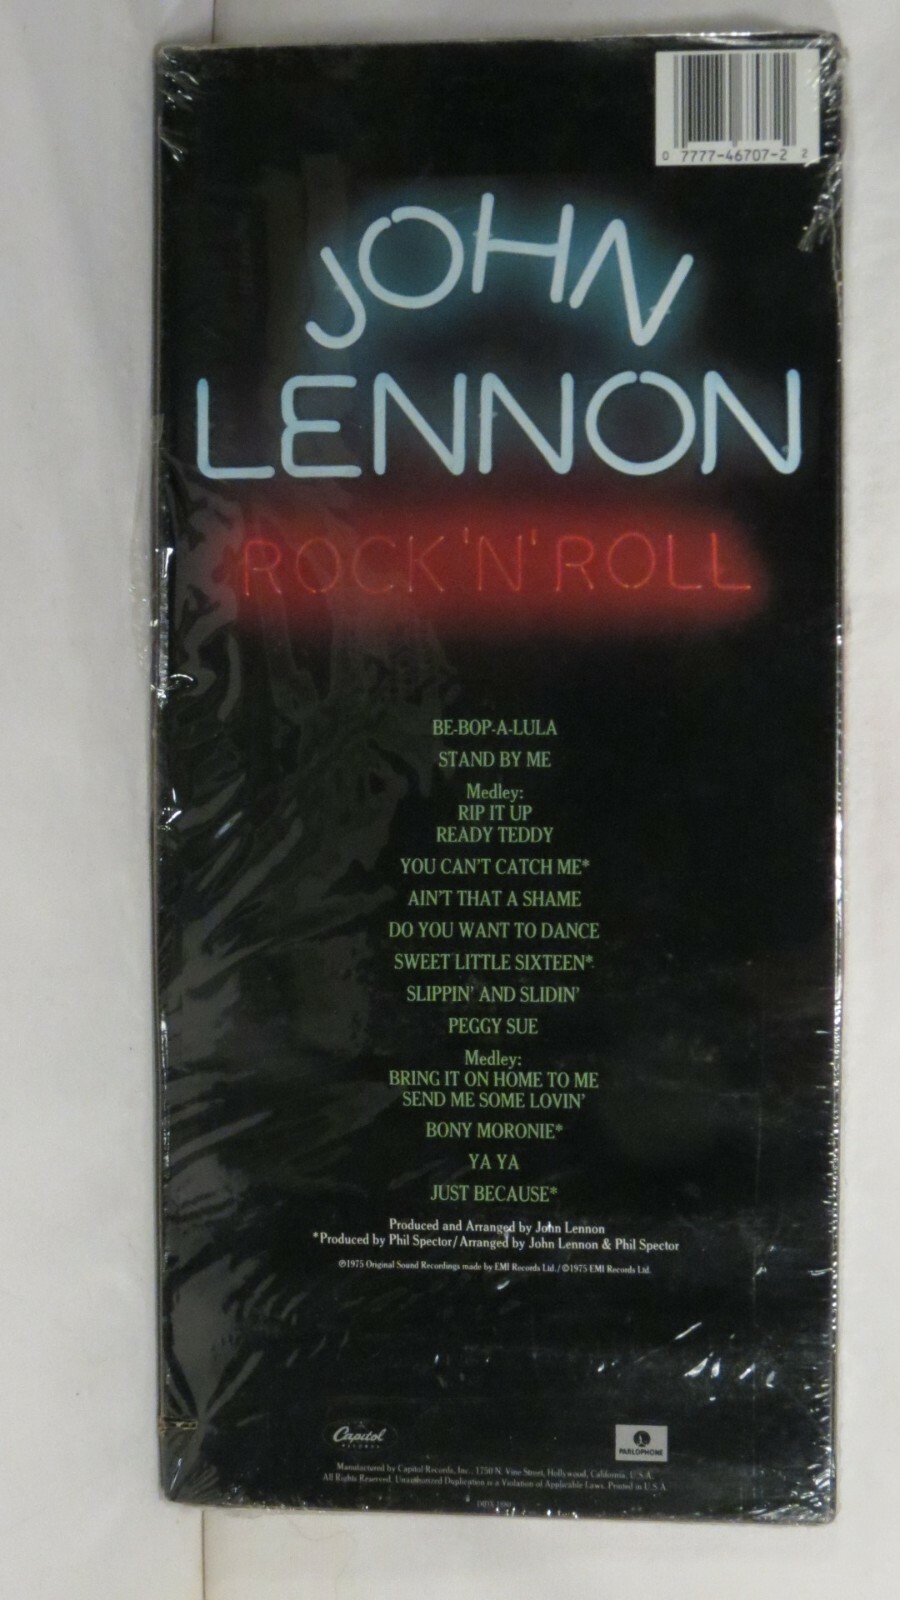 0 7777-46707-2 2
JOHN
LENNON
ROCK 'N' ROLL
BE-BOP-A-LULA
STAND BY ME
Medley:
RIP IT UP
READY TEDDY
YOU CAN'T CATCH ME*
AIN'T THAT A SHAME
DO YOU WANT TO DANCE
SWEET LITTLE SIXTEEN*
SLIPPIN' AND SLIDIN'
PEGGY SUE
Medley:
BRING IT ON HOME TO ME
SEND ME SOME LOVIN'
BONY MORONIE*
YA YA
JUST BECAUSE*
Produced and Arranged by John Lennon
*Produced by Phil Spector/Arranged by John Lennon & Phil Spector
℗1975 Original Sound Recordings made by EMI Records Ltd./©1975 EMI Records Ltd.
Capitol
RECORDS
PARLOPHONE
Manufactured by Capitol Records, Inc., 1750 N. Vine Street, Hollywood, California, U.S.A.
All Rights Reserved. Unauthorized Duplication is a Violation of Applicable Laws. Printed in U.S.A.